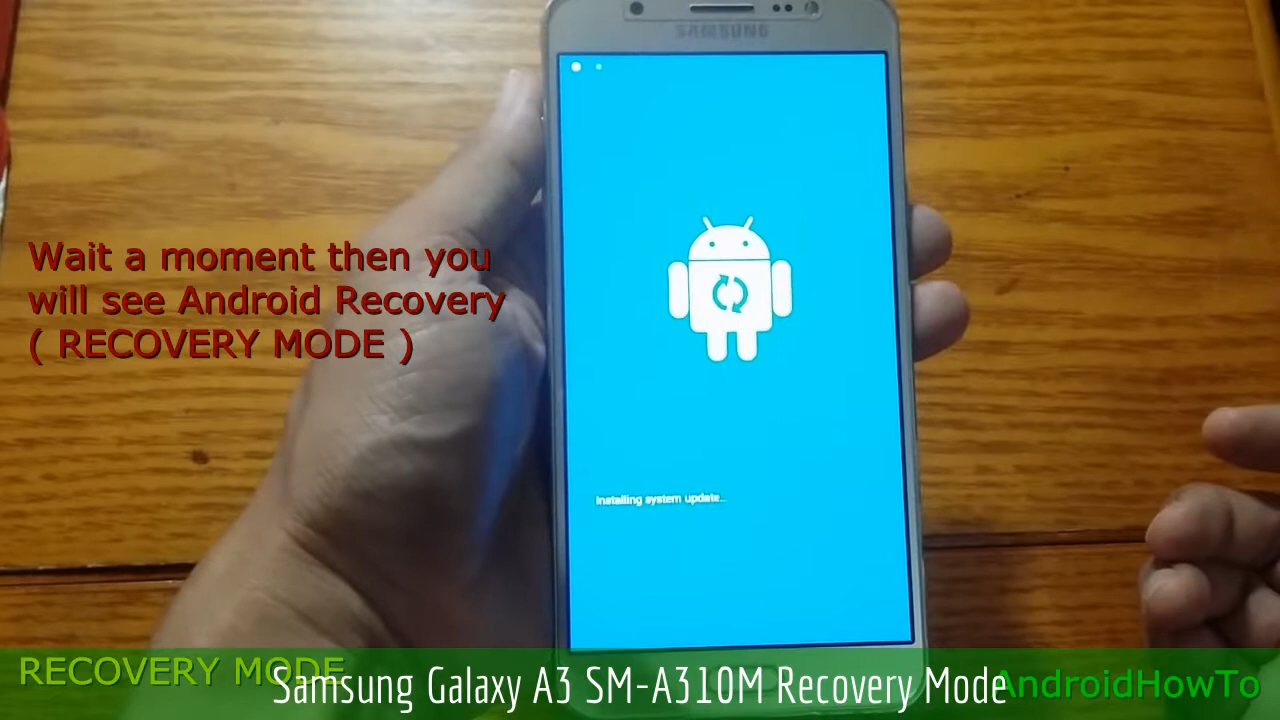 SAMSUNG
Wait a moment then you
will see Android Recovery
( RECOVERY MODE )
Installing system update...
RECOVERY MODE
Samsung Galaxy A3 SM-A310M Recovery Mode
AndroidHowTo